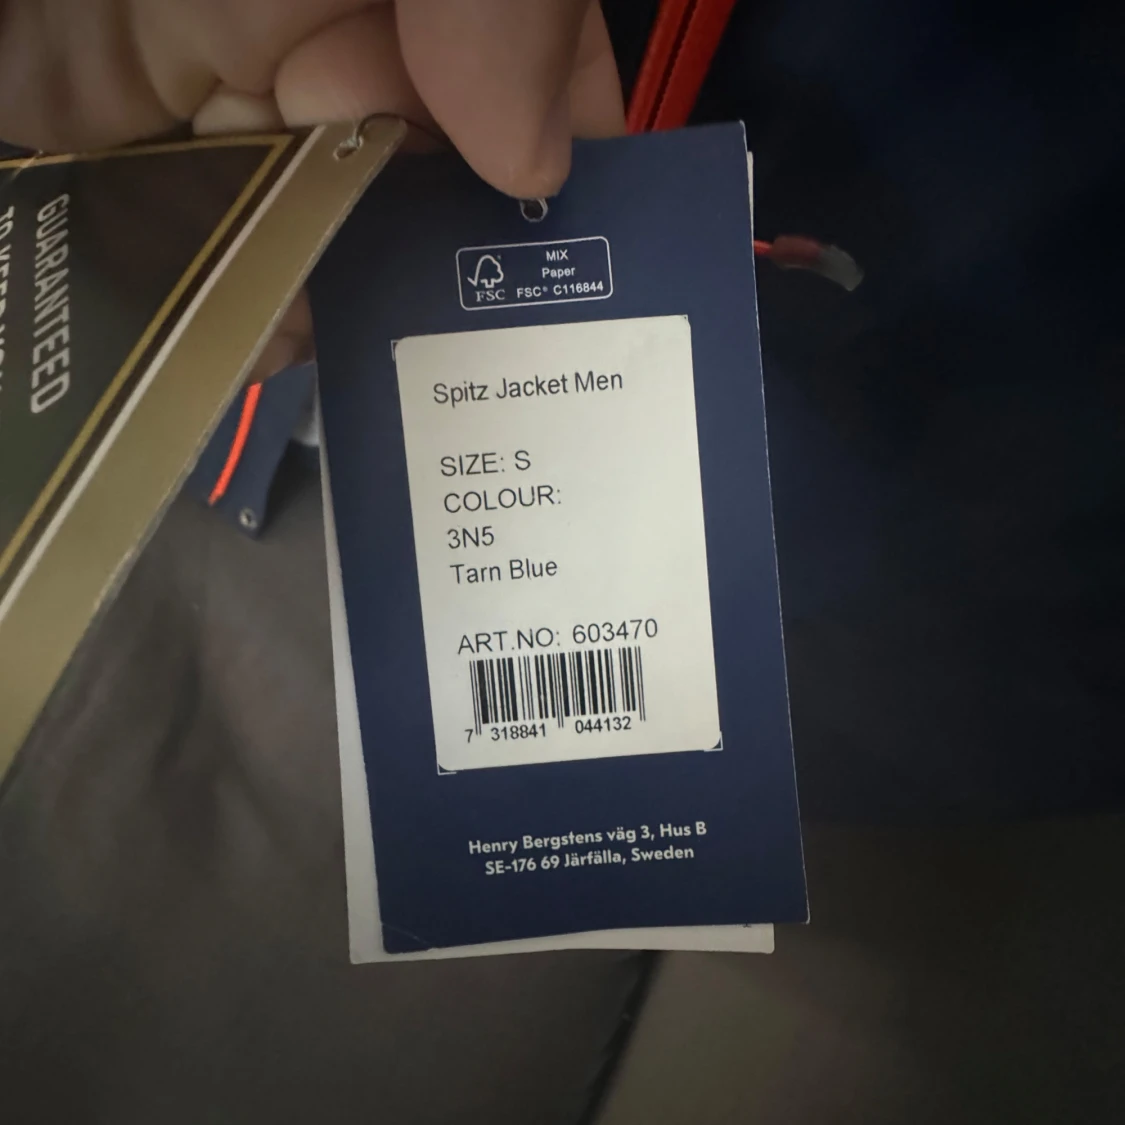 GUARANTEED
MIX
Paper
FSC® C116844
FSC
Spitz Jacket Men
SIZE: S
COLOUR:
3N5
Tarn Blue
ART.NO: 603470
7 318841 044132
Henry Bergstens väg 3, Hus B
SE-176 69 Järfälla, Sweden